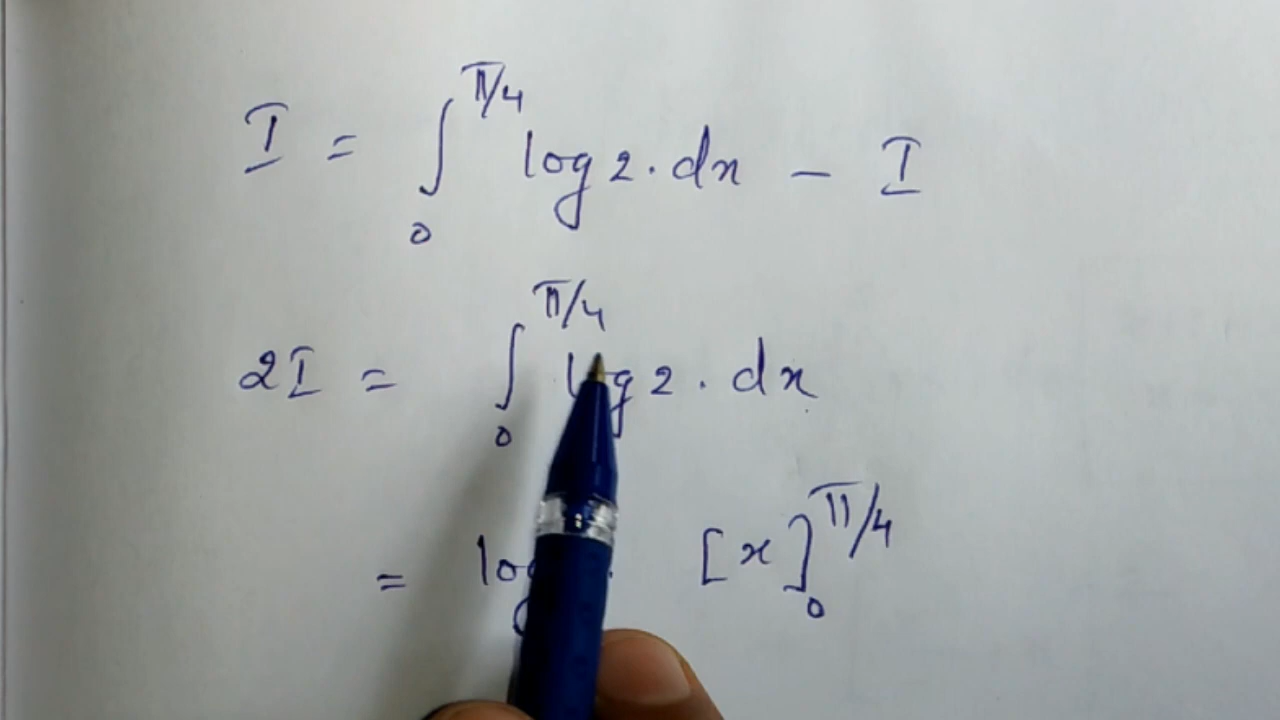 I = ∫₀^π/4 log 2 . dx - I
2I = ∫₀^π/4 log 2 . dx
= [x]₀^π/4